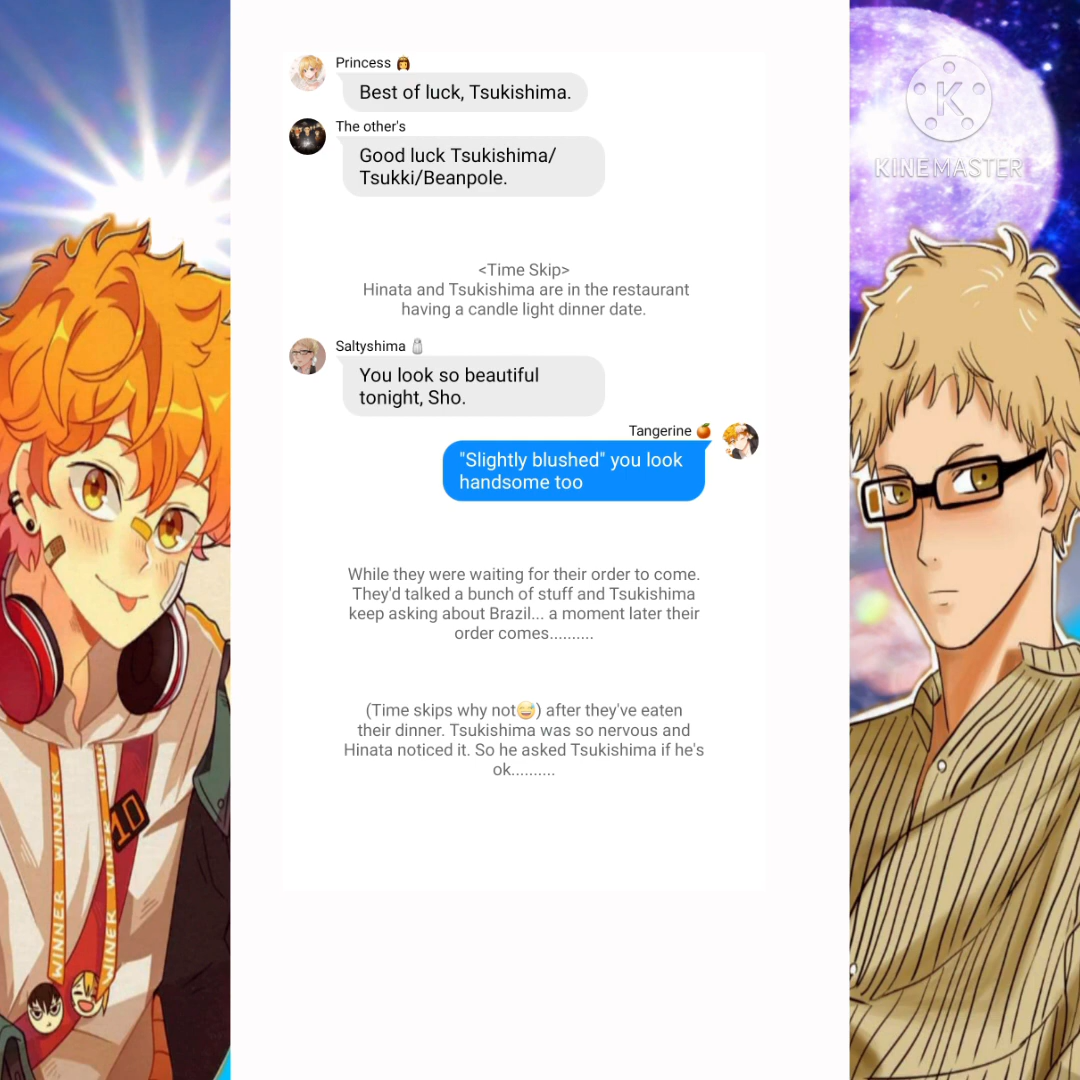 Princess 👸
Best of luck, Tsukishima.
The other's
Good luck Tsukishima/
Tsukki/Beanpole.
<Time Skip>
Hinata and Tsukishima are in the restaurant
having a candle light dinner date.
Saltyshima 🧂
You look so beautiful
tonight, Sho.
Tangerine 🍊
"Slightly blushed" you look
handsome too
While they were waiting for their order to come.
They'd talked a bunch of stuff and Tsukishima
keep asking about Brazil... a moment later their
order comes..........
(Time skips why not😅) after they've eaten
their dinner. Tsukishima was so nervous and
Hinata noticed it. So he asked Tsukishima if he's
ok..........
K
KINEMASTER
WINNER WINNER
WINER WINNER WINN
10